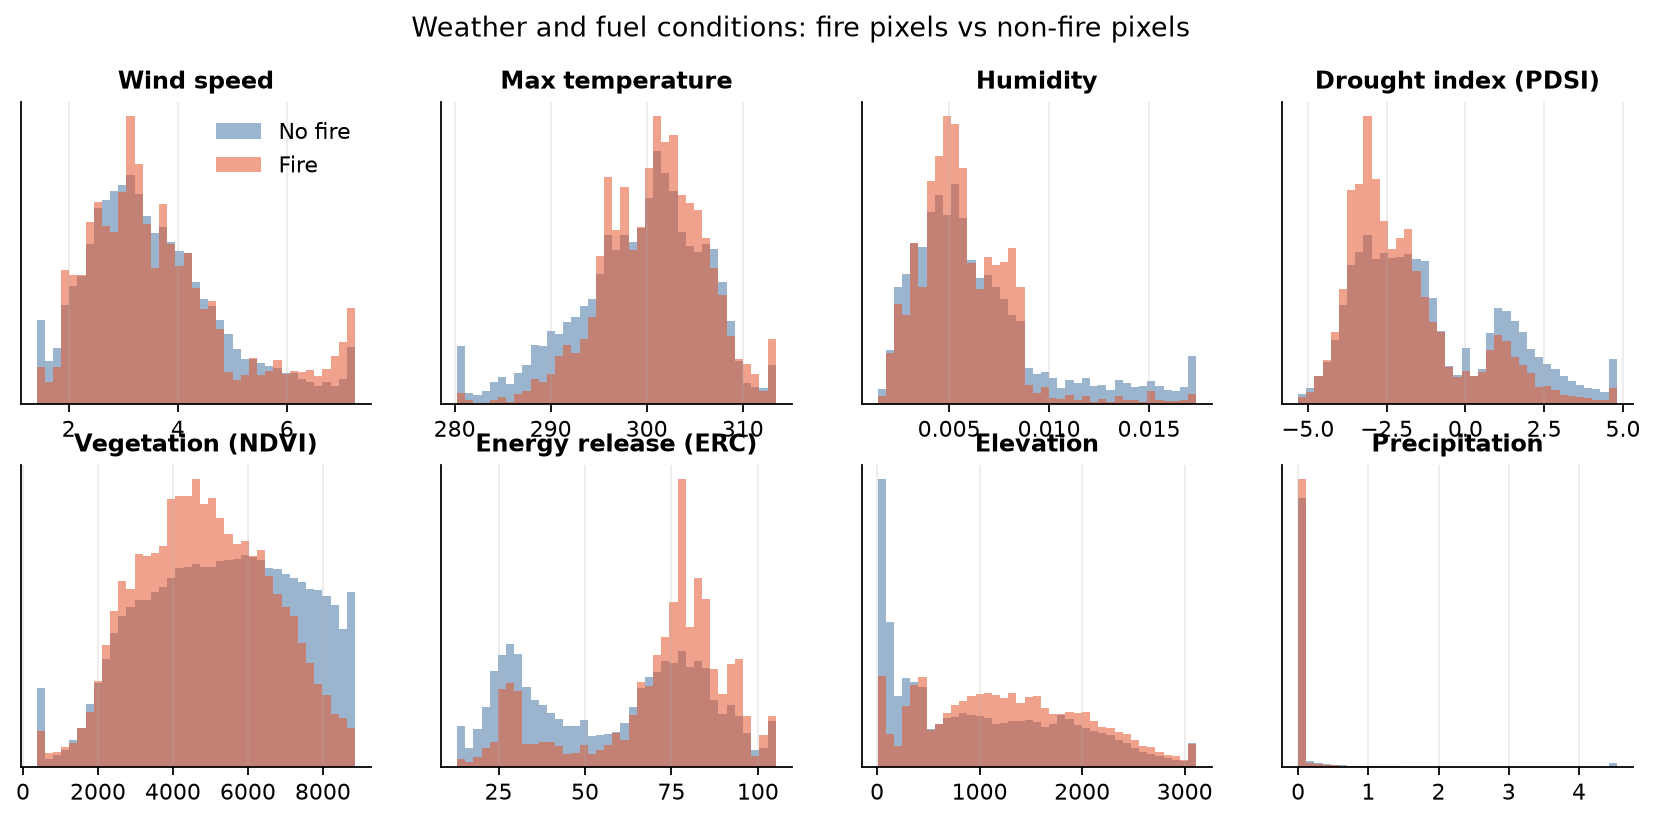 Weather and fuel conditions: fire pixels vs non-fire pixels
Wind speed
Max temperature
Humidity
Drought index (PDSI)
No fire
Fire
2 4 6
280 290 300 310
0.005 0.010 0.015
−5.0 −2.5 0.0 2.5 5.0
Vegetation (NDVI)
Energy release (ERC)
Elevation
Precipitation
0 2000 4000 6000 8000
25 50 75 100
0 1000 2000 3000
0 1 2 3 4